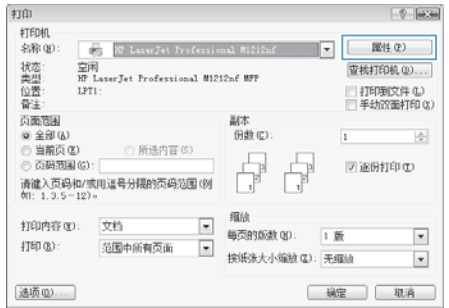 打印
打印机
名称(N): HP LaserJet Professional M1212nf 属性(P)
状态: 空闲 查找打印机(D)...
类型: HP LaserJet Professional M1212nf MFP
位置: LPT1: 打印到文件(L)
备注: 手动双面打印(X)
页面范围 副本
全部(A) 份数(C): 1
当前页(E) 所选内容(S)
页码范围(G): 逐份打印(T)
请键入页码和/或用逗号分隔的页码范围(例
如: 1,3,5-12)。
缩放
打印内容(W): 文档 每页的版数(H): 1 版
打印(R): 范围中所有页面 按纸张大小缩放(Z): 无缩放
选项(O)... 确定 取消